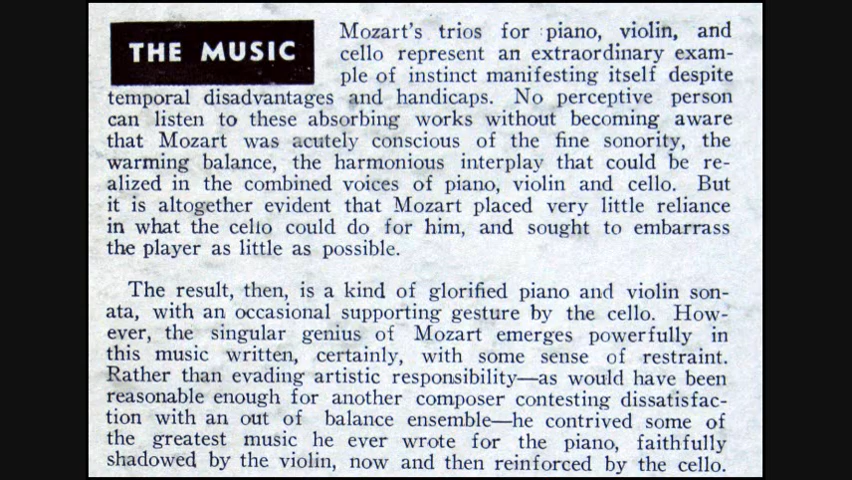 THE MUSIC
Mozart's trios for piano, violin, and
cello represent an extraordinary exam-
ple of instinct manifesting itself despite
temporal disadvantages and handicaps. No perceptive person
can listen to these absorbing works without becoming aware
that Mozart was acutely conscious of the fine sonority, the
warming balance, the harmonious interplay that could be re-
alized in the combined voices of piano, violin and cello. But
it is altogether evident that Mozart placed very little reliance
in what the cello could do for him, and sought to embarrass
the player as little as possible.
The result, then, is a kind of glorified piano and violin son-
ata, with an occasional supporting gesture by the cello. How-
ever, the singular genius of Mozart emerges powerfully in
this music written, certainly, with some sense of restraint.
Rather than evading artistic responsibility—as would have been
reasonable enough for another composer contesting dissatisfac-
tion with an out of balance ensemble—he contrived some of
the greatest music he ever wrote for the piano, faithfully
shadowed by the violin, now and then reinforced by the cello.